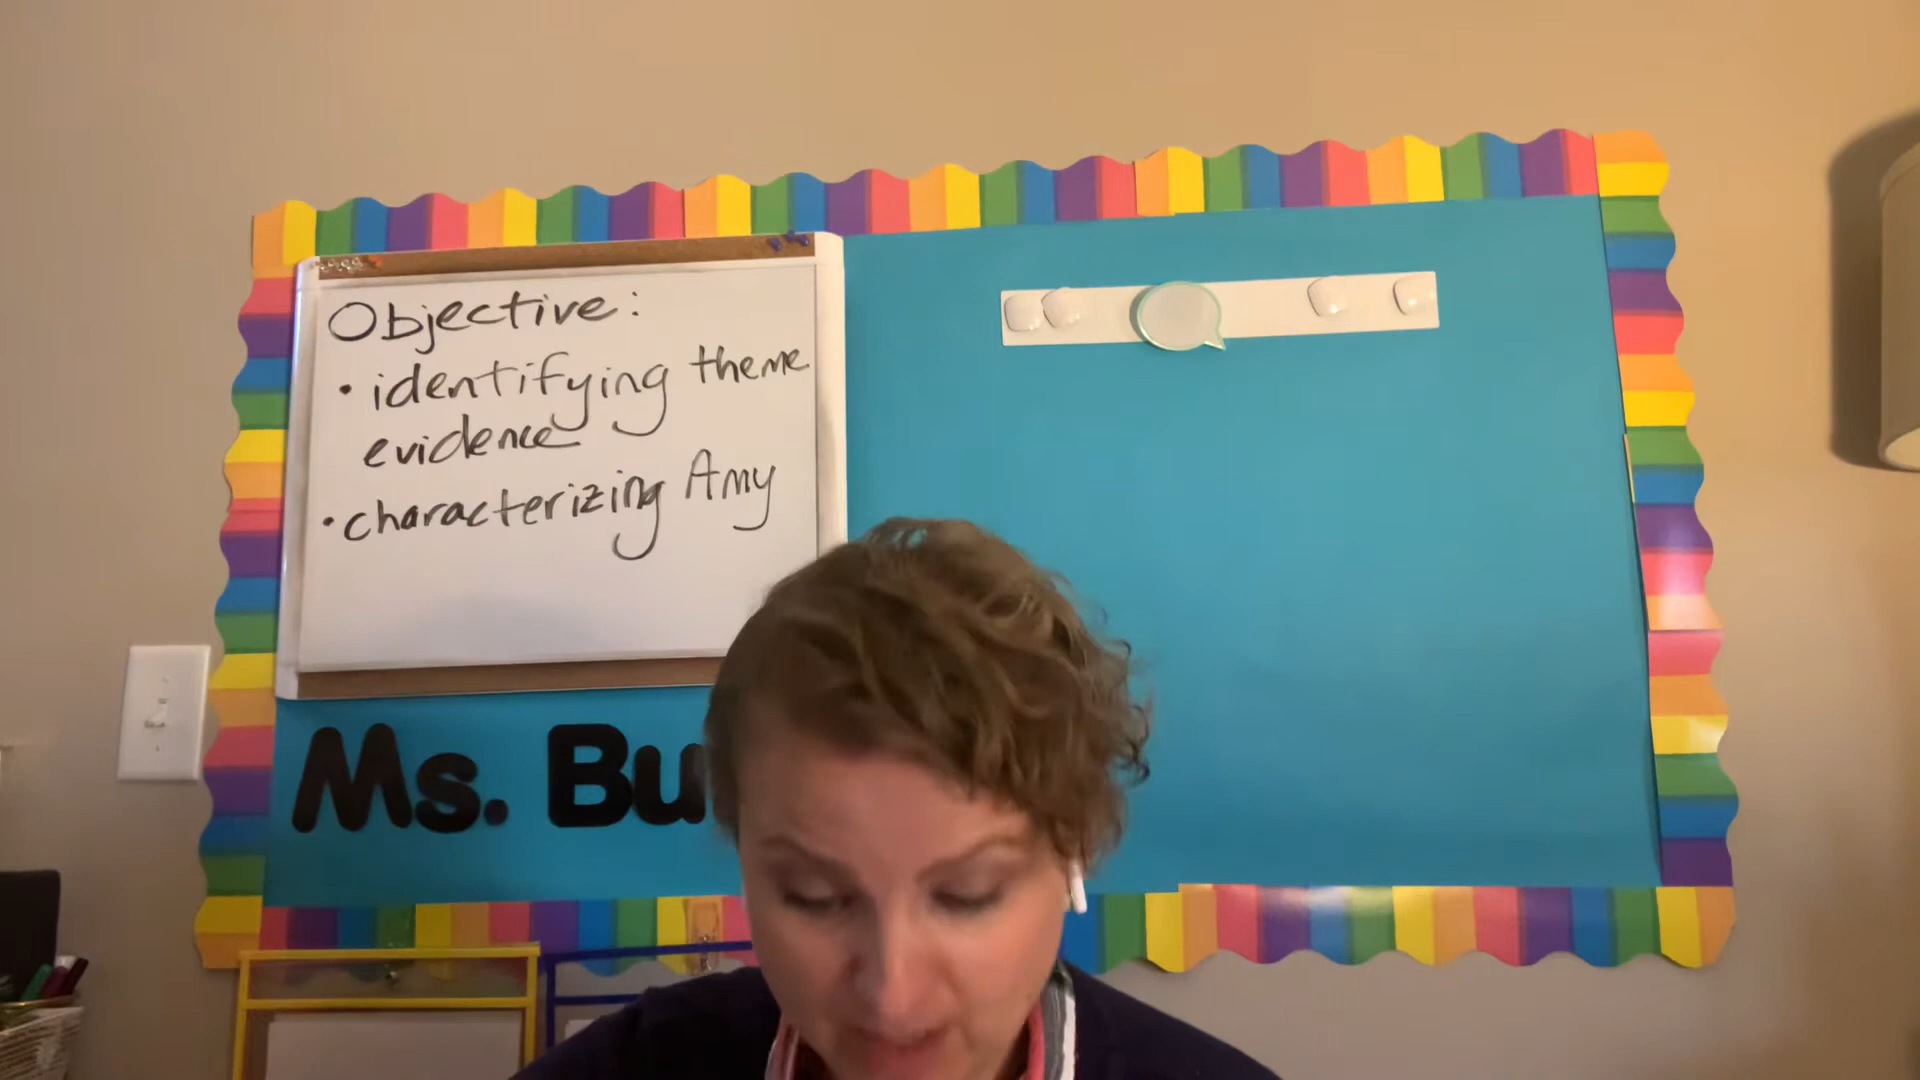 Objective:
• identifying theme
evidence
• characterizing Amy
Ms. Bu